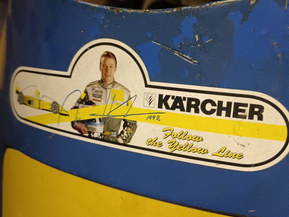 KÄRCHER
1992
Follow
the Yellow Line